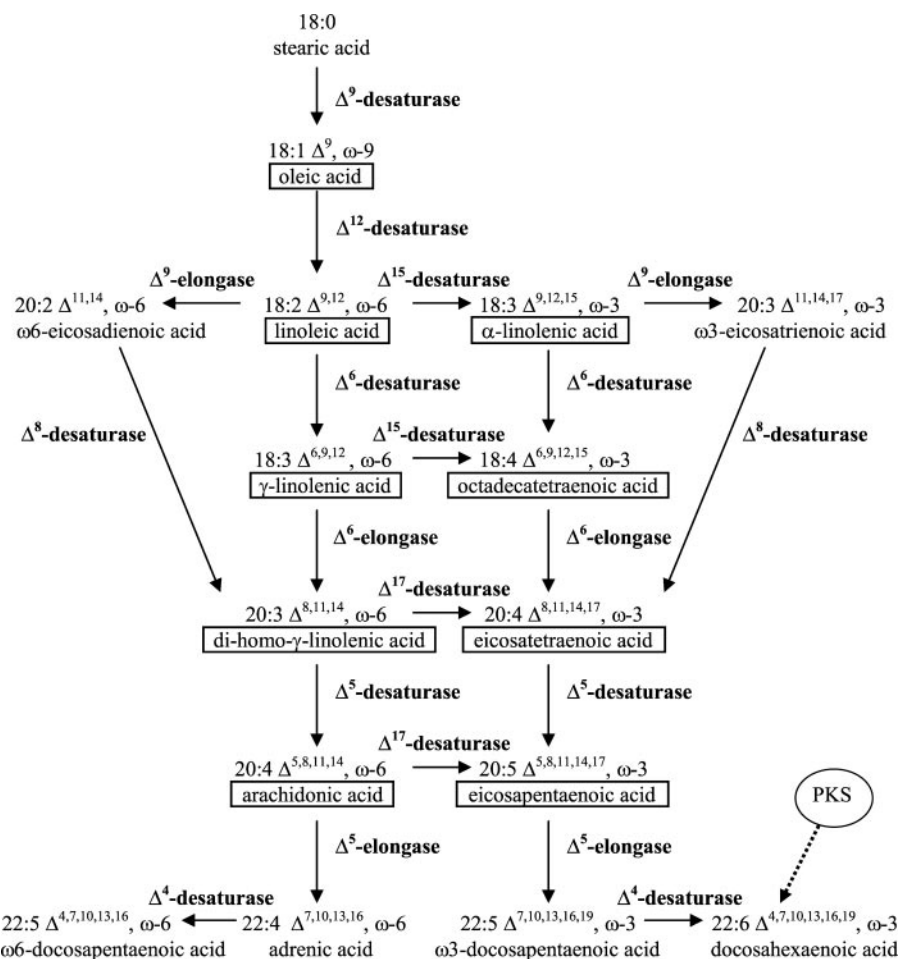 18:0
stearic acid
Δ⁹-desaturase
18:1 Δ⁹, ω-9
oleic acid
Δ¹²-desaturase
Δ⁹-elongase
Δ¹⁵-desaturase
Δ⁹-elongase
20:2 Δ¹¹,¹⁴, ω-6
18:2 Δ⁹,¹², ω-6
18:3 Δ⁹,¹²,¹⁵, ω-3
20:3 Δ¹¹,¹⁴,¹⁷, ω-3
ω6-eicosadienoic acid
linoleic acid
α-linolenic acid
ω3-eicosatrienoic acid
Δ⁶-desaturase
Δ⁶-desaturase
Δ⁸-desaturase
Δ¹⁵-desaturase
Δ⁸-desaturase
18:3 Δ⁶,⁹,¹², ω-6
18:4 Δ⁶,⁹,¹²,¹⁵, ω-3
γ-linolenic acid
octadecatetraenoic acid
Δ⁶-elongase
Δ⁶-elongase
Δ¹⁷-desaturase
20:3 Δ⁸,¹¹,¹⁴, ω-6
20:4 Δ⁸,¹¹,¹⁴,¹⁷, ω-3
di-homo-γ-linolenic acid
eicosatetraenoic acid
Δ⁵-desaturase
Δ⁵-desaturase
Δ¹⁷-desaturase
20:4 Δ⁵,⁸,¹¹,¹⁴, ω-6
20:5 Δ⁵,⁸,¹¹,¹⁴,¹⁷, ω-3
arachidonic acid
eicosapentaenoic acid
PKS
Δ⁵-elongase
Δ⁵-elongase
Δ⁴-desaturase
Δ⁴-desaturase
22:5 Δ⁴,⁷,¹⁰,¹³,¹⁶, ω-6
22:4 Δ⁷,¹⁰,¹³,¹⁶, ω-6
22:5 Δ⁷,¹⁰,¹³,¹⁶,¹⁹, ω-3
22:6 Δ⁴,⁷,¹⁰,¹³,¹⁶,¹⁹, ω-3
ω6-docosapentaenoic acid
adrenic acid
ω3-docosapentaenoic acid
docosahexaenoic acid